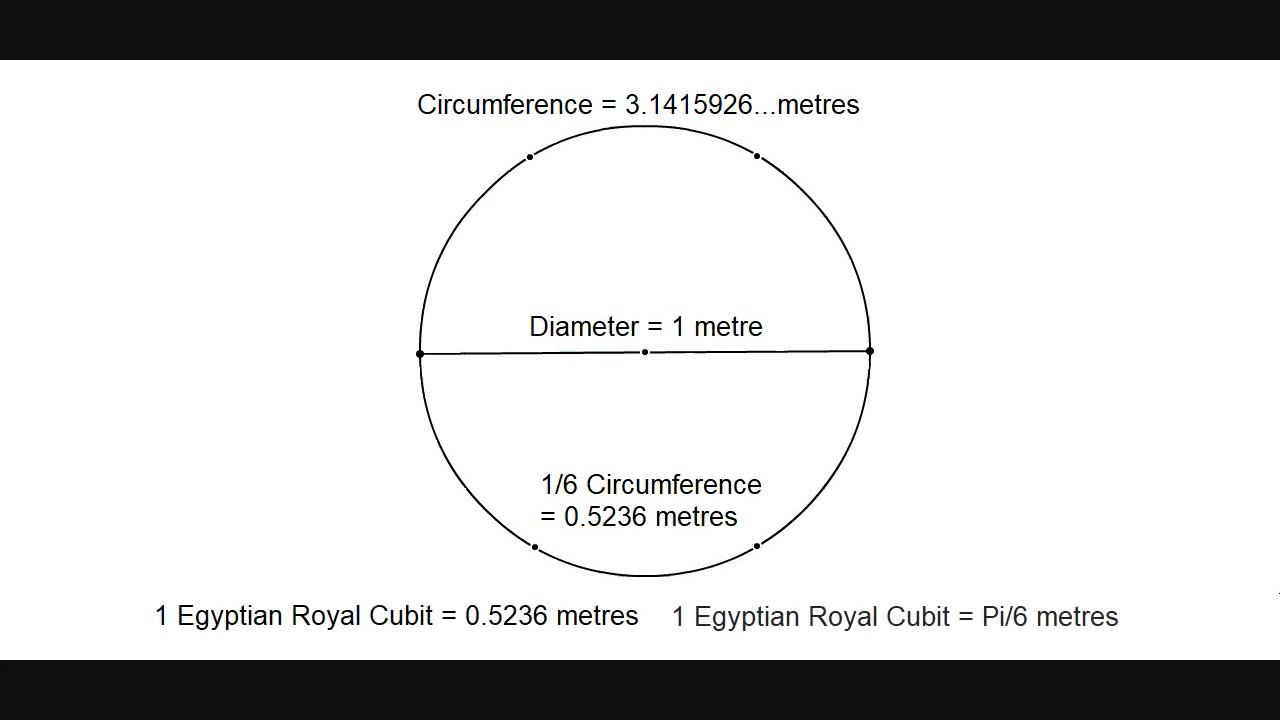 Circumference = 3.1415926...metres
Diameter = 1 metre
1/6 Circumference
= 0.5236 metres
1 Egyptian Royal Cubit = 0.5236 metres
1 Egyptian Royal Cubit = Pi/6 metres